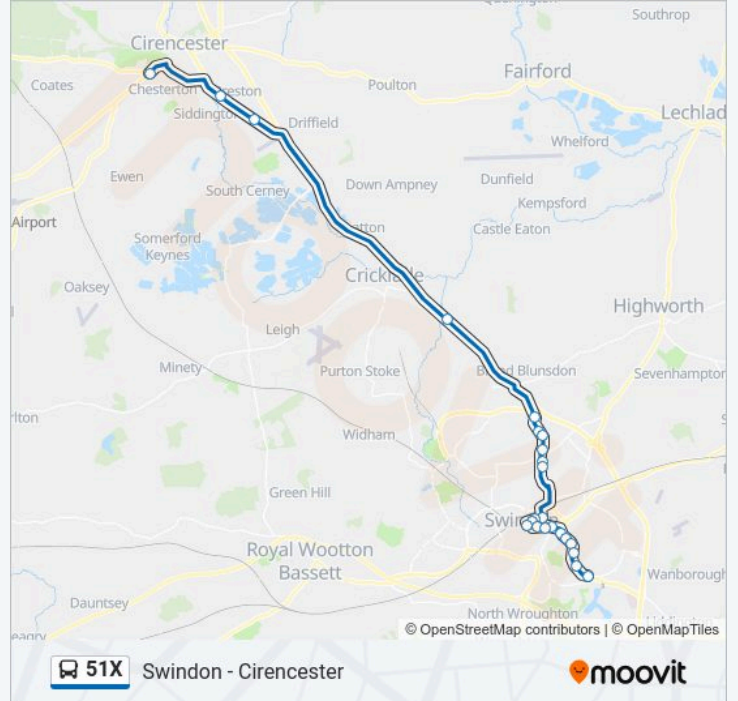 Southrop
Cirencester
Fairford
Coates
Poulton
Chesterton
Siddington
Driffield
Lechlad
Whelford
Ewen
South Cerney
Down Ampney
Dunfield
Kempsford
Airport
Castle Eaton
Somerford
Keynes
Cricklade
Oaksey
Highworth
Leigh
Minety
Purton Stoke
Blunsdon
Sevenhampton
Widham
Green Hill
Swindon
Royal Wootton
Bassett
Wanborough
Dauntsey
North Wroughton
© OpenStreetMap contributors | © OpenMapTiles
51X Swindon - Cirencester
moovit